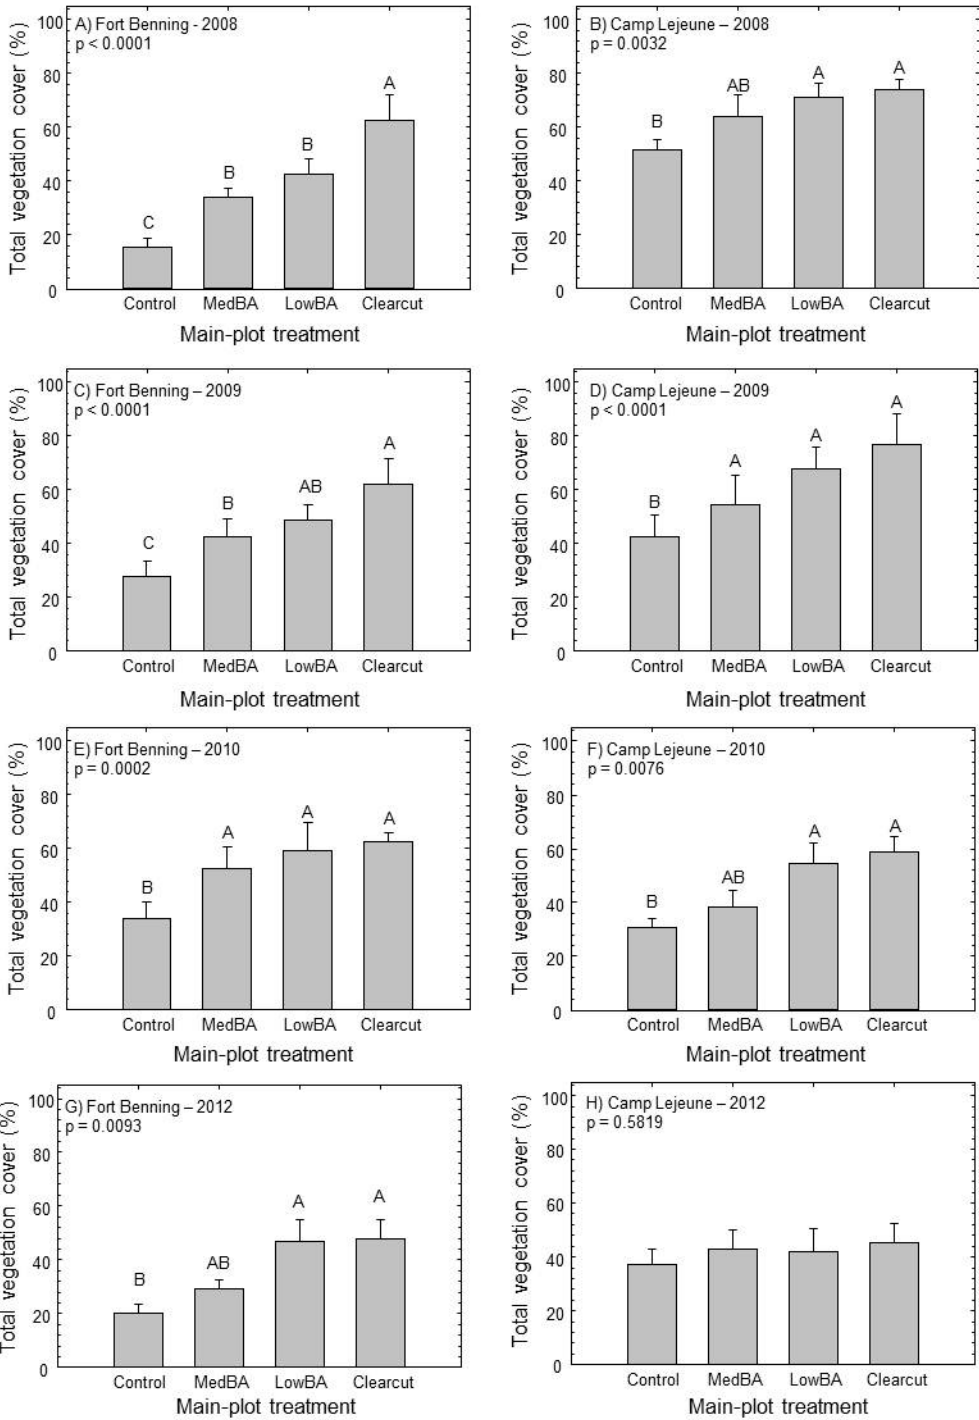 A) Fort Benning - 2008
p < 0.0001
Total vegetation cover (%)
100
80
60
40
20
0
C
B
B
A
Control MedBA LowBA Clearcut
Main-plot treatment
B) Camp Lejeune – 2008
p = 0.0032
Total vegetation cover (%)
100
80
60
40
20
0
B
AB
A
A
Control MedBA LowBA Clearcut
Main-plot treatment
C) Fort Benning – 2009
p < 0.0001
Total vegetation cover (%)
100
80
60
40
20
0
C
B
AB
A
Control MedBA LowBA Clearcut
Main-plot treatment
D) Camp Lejeune – 2009
p < 0.0001
Total vegetation cover (%)
100
80
60
40
20
0
B
A
A
A
Control MedBA LowBA Clearcut
Main-plot treatment
E) Fort Benning – 2010
p = 0.0002
Total vegetation cover (%)
100
80
60
40
20
0
B
A
A
A
Control MedBA LowBA Clearcut
Main-plot treatment
F) Camp Lejeune – 2010
p = 0.0076
Total vegetation cover (%)
100
80
60
40
20
0
B
AB
A
A
Control MedBA LowBA Clearcut
Main-plot treatment
G) Fort Benning – 2012
p = 0.0093
Total vegetation cover (%)
100
80
60
40
20
0
B
AB
A
A
Control MedBA LowBA Clearcut
Main-plot treatment
H) Camp Lejeune – 2012
p = 0.5819
Total vegetation cover (%)
100
80
60
40
20
0
Control MedBA LowBA Clearcut
Main-plot treatment